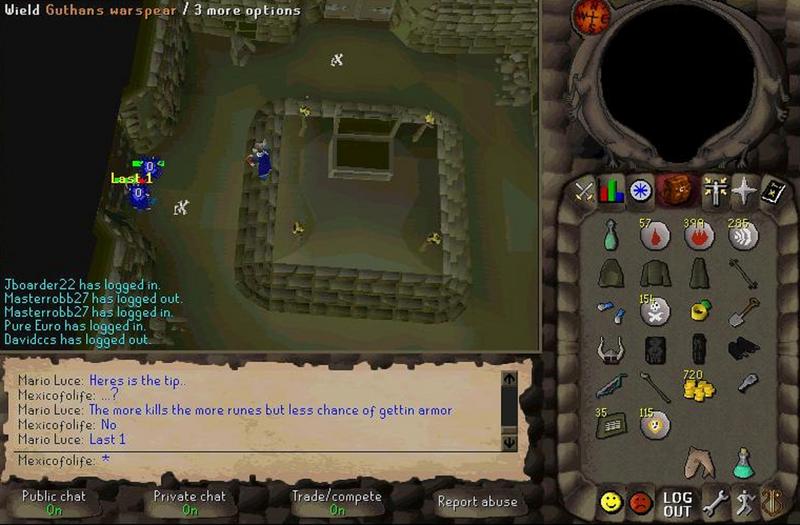 Wield Guthans warspear / 3 more options
0
Last 1
0
Jboarder22 has logged in.
Masterrobb27 has logged out.
Masterrobb27 has logged in.
Pure Euro has logged in.
Davidccs has logged out.
Mario Luce: Heres is the tip..
Mexicofolife: ...?
Mario Luce: The more kills the more runes but less chance of gettin armor
Mexicofolife: No
Mario Luce: Last 1
Mexicofolife: *
Public chat
On
Private chat
On
Trade/compete
On
Report abuse
57 399 285
720
35 115
LOG
OUT